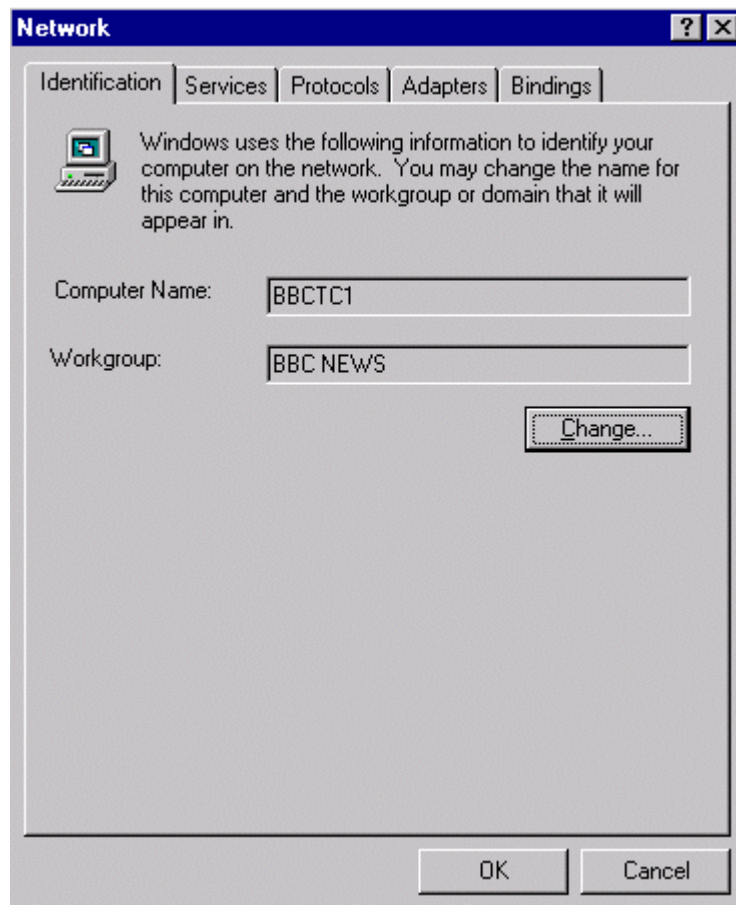 Network
Identification Services Protocols Adapters Bindings
Windows uses the following information to identify your
computer on the network. You may change the name for
this computer and the workgroup or domain that it will
appear in.
Computer Name: BBCTC1
Workgroup: BBC NEWS
Change...
OK Cancel